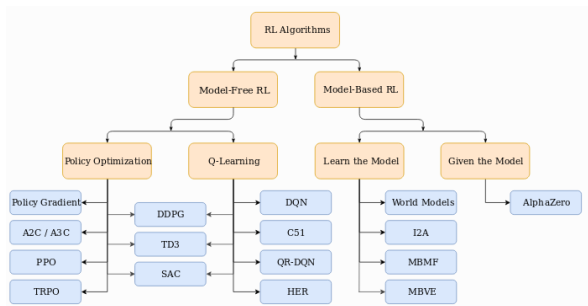 RL Algorithms
Model-Free RL
Model-Based RL
Policy Optimization
Q-Learning
Learn the Model
Given the Model
Policy Gradient
A2C / A3C
PPO
TRPO
DDPG
TD3
SAC
DQN
C51
QR-DQN
HER
World Models
I2A
MBMF
MBVE
AlphaZero